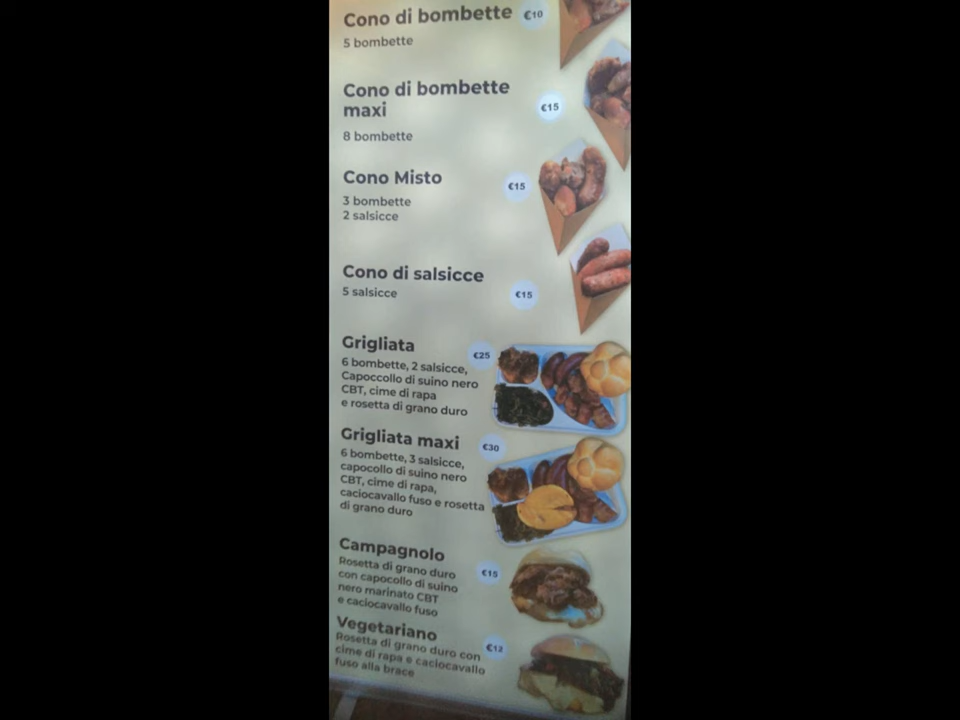 Cono di bombette €10
5 bombette
Cono di bombette
maxi
€15
8 bombette
Cono Misto
€15
3 bombette
2 salsicce
Cono di salsicce
5 salsicce
€15
Grigliata
€25
6 bombette, 2 salsicce,
Capoccollo di suino nero
CBT, cime di rapa
e rosetta di grano duro
Grigliata maxi
€30
6 bombette, 3 salsicce,
capocollo di suino nero
CBT, cime di rapa,
caciocavallo fuso e rosetta
di grano duro
Campagnolo
€15
Rosetta di grano duro
con capocollo di suino
nero marinato CBT
e caciocavallo fuso
Vegetariano
€12
Rosetta di grano duro con
cime di rapa e caciocavallo
fuso alla brace